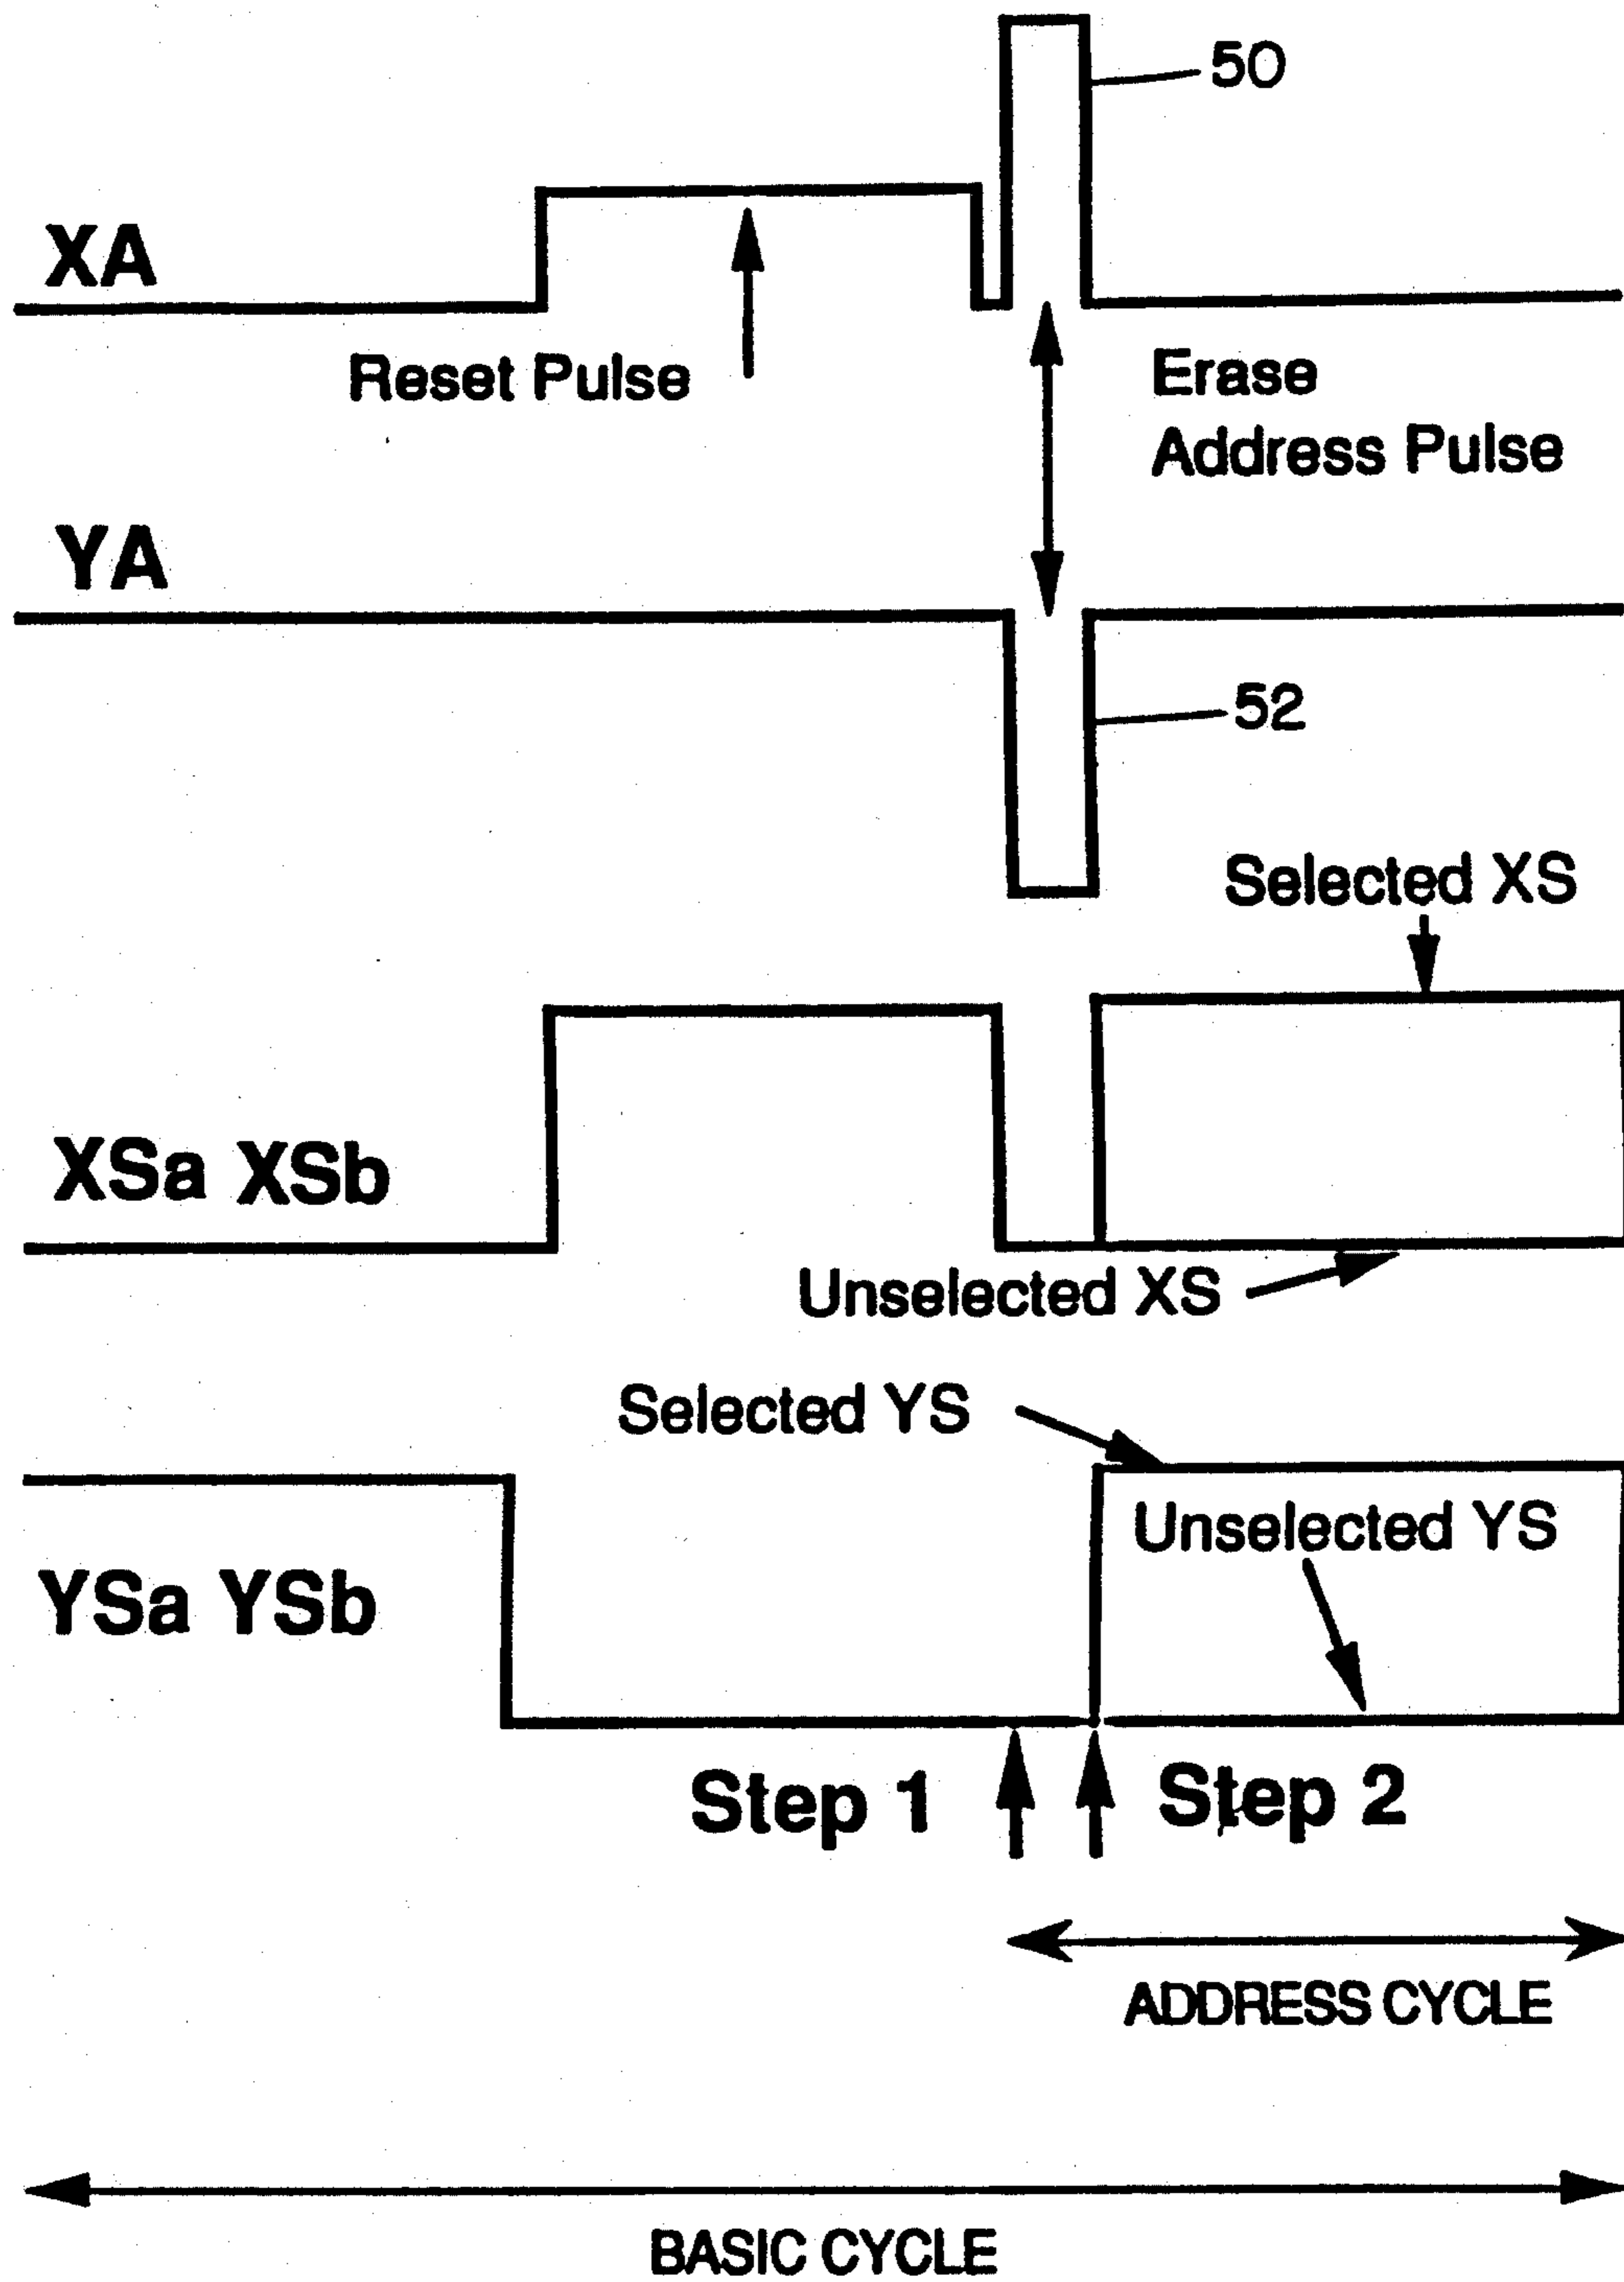 50
XA
Reset Pulse
Erase
Address Pulse
YA
52
Selected XS
XSa XSb
Unselected XS
Selected YS
Unselected YS
YSa YSb
Step 1
Step 2
ADDRESS CYCLE
BASIC CYCLE